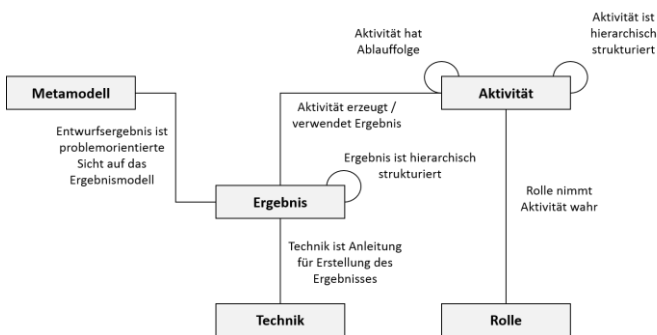 Aktivität hat
Ablauffolge
Aktivität ist
hierarchisch
strukturiert
Metamodell
Aktivität
Aktivität erzeugt /
verwendet Ergebnis
Entwurfsergebnis ist
problemorientierte
Sicht auf das
Ergebnismodell
Ergebnis ist hierarchisch
strukturiert
Ergebnis
Rolle nimmt
Aktivität wahr
Technik ist Anleitung
für Erstellung des
Ergebnisses
Technik
Rolle